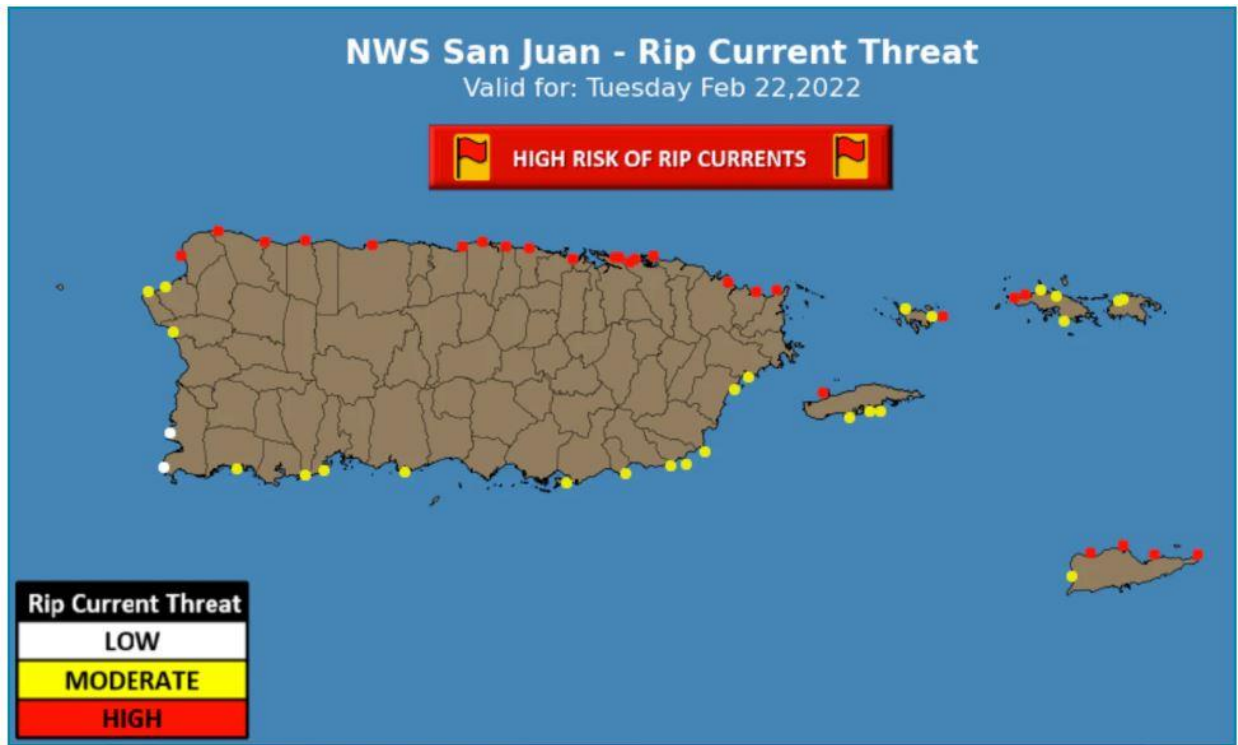 NWS San Juan - Rip Current Threat
Valid for: Tuesday Feb 22,2022
HIGH RISK OF RIP CURRENTS
Rip Current Threat
LOW
MODERATE
HIGH